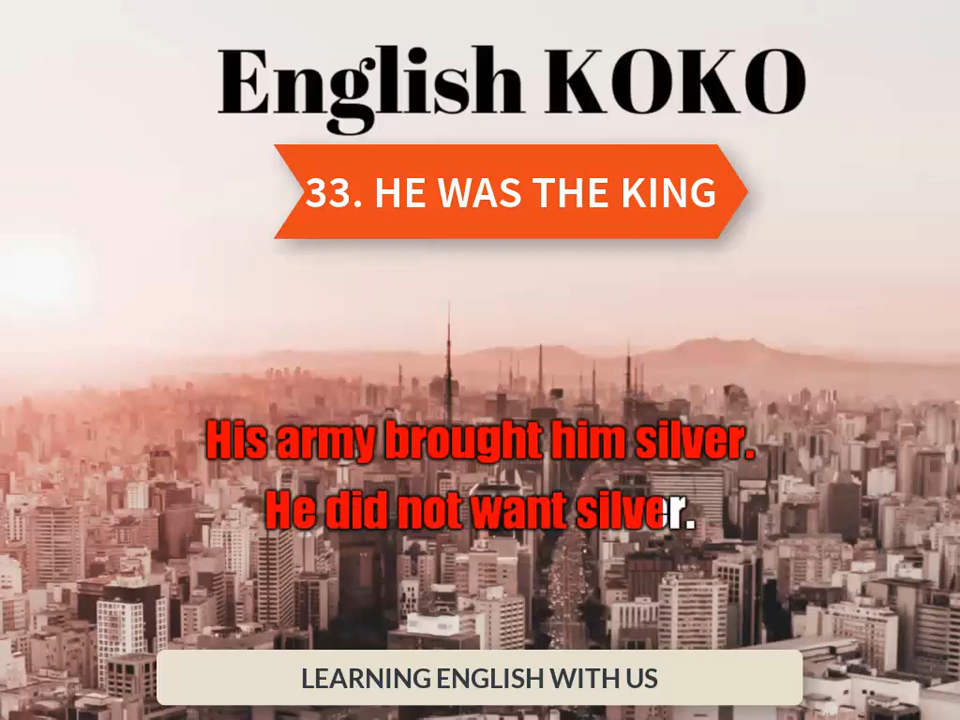 English KOKO
33. HE WAS THE KING
His army brought him silver.
He did not want silver.
LEARNING ENGLISH WITH US